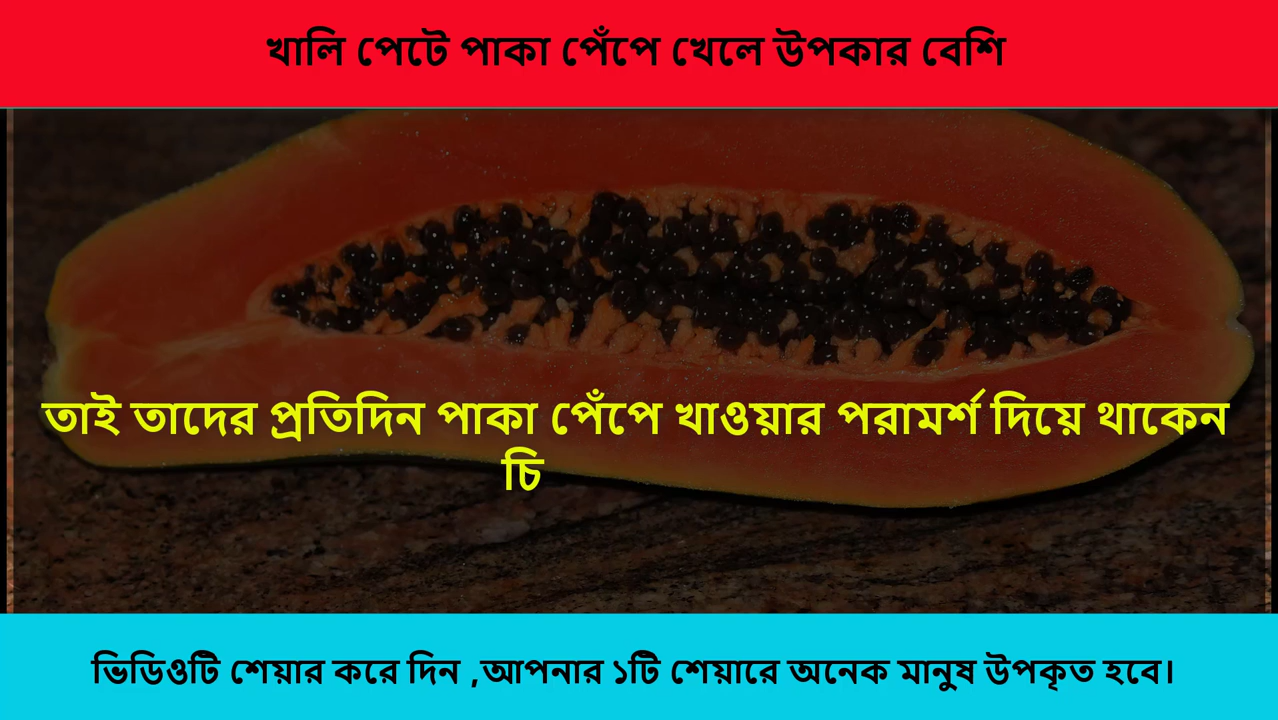 খালি পেটে পাকা পেঁপে খেলে উপকার বেশি
তাই তাদের প্রতিদিন পাকা পেঁপে খাওয়ার পরামর্শ দিয়ে থাকেন
চি
ভিডিওটি শেয়ার করে দিন ,আপনার ১টি শেয়ারে অনেক মানুষ উপকৃত হবে।